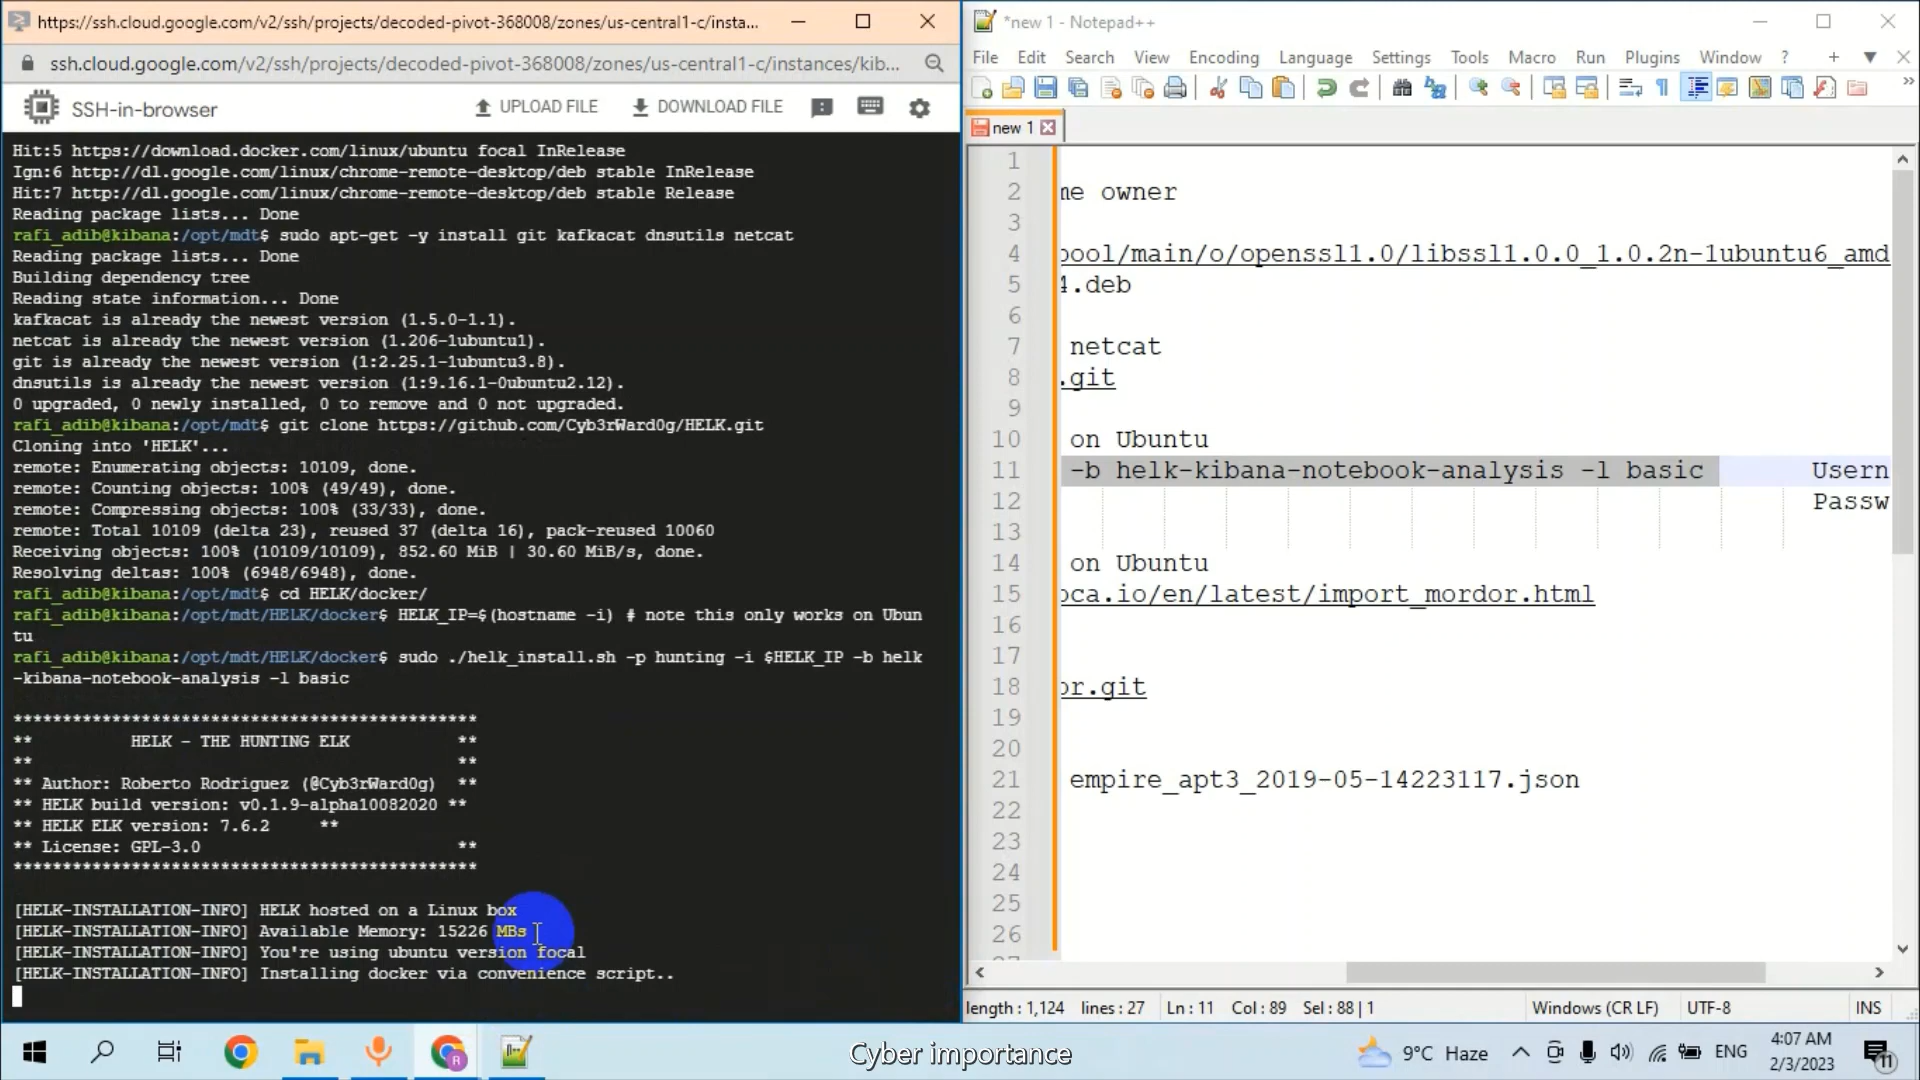 https://ssh.cloud.google.com/v2/ssh/projects/decoded-pivot-368008/zones/us-central1-c/insta...
ssh.cloud.google.com/v2/ssh/projects/decoded-pivot-368008/zones/us-central1-c/instances/kib...
SSH-in-browser
UPLOAD FILE
DOWNLOAD FILE
Hit:5 https://download.docker.com/linux/ubuntu focal InRelease
Ign:6 http://dl.google.com/linux/chrome-remote-desktop/deb stable InRelease
Hit:7 http://dl.google.com/linux/chrome-remote-desktop/deb stable Release
Reading package lists... Done
rafi_adib@kibana:/opt/mdt$ sudo apt-get -y install git kafkacat dnsutils netcat
Reading package lists... Done
Building dependency tree
Reading state information... Done
kafkacat is already the newest version (1.5.0-1.1).
netcat is already the newest version (1.206-1ubuntu1).
git is already the newest version (1:2.25.1-1ubuntu3.8).
dnsutils is already the newest version (1:9.16.1-0ubuntu2.12).
0 upgraded, 0 newly installed, 0 to remove and 0 not upgraded.
rafi_adib@kibana:/opt/mdt$ git clone https://github.com/Cyb3rWard0g/HELK.git
Cloning into 'HELK'...
remote: Enumerating objects: 10109, done.
remote: Counting objects: 100% (49/49), done.
remote: Compressing objects: 100% (33/33), done.
remote: Total 10109 (delta 23), reused 37 (delta 16), pack-reused 10060
Receiving objects: 100% (10109/10109), 852.60 MiB | 30.60 MiB/s, done.
Resolving deltas: 100% (6948/6948), done.
rafi_adib@kibana:/opt/mdt$ cd HELK/docker/
rafi_adib@kibana:/opt/mdt/HELK/docker$ HELK_IP=$(hostname -i) # note this only works on Ubun
tu
rafi_adib@kibana:/opt/mdt/HELK/docker$ sudo ./helk_install.sh -p hunting -i $HELK_IP -b helk
-kibana-notebook-analysis -l basic
***********************************************
** HELK - THE HUNTING ELK **
** **
** Author: Roberto Rodriguez (@Cyb3rWard0g) **
** HELK build version: v0.1.9-alpha10082020 **
** HELK ELK version: 7.6.2 **
** License: GPL-3.0 **
***********************************************
[HELK-INSTALLATION-INFO] HELK hosted on a Linux box
[HELK-INSTALLATION-INFO] Available Memory: 15226 MBs
[HELK-INSTALLATION-INFO] You're using ubuntu version focal
[HELK-INSTALLATION-INFO] Installing docker via convenience script..
*new 1 - Notepad++
File Edit Search View Encoding Language Settings Tools Macro Run Plugins Window ? + ▼ X
new 1
1
2 me owner
3
4 pool/main/o/openssl1.0/libssl1.0.0_1.0.2n-1ubuntu6_amd
5 4.deb
6
7 netcat
8 .git
9
10 on Ubuntu
11 -b helk-kibana-notebook-analysis -l basic Usern
12 Passw
13
14 on Ubuntu
15 oca.io/en/latest/import_mordor.html
16
17
18 or.git
19
20
21 empire_apt3_2019-05-14223117.json
22
23
24
25
26
length : 1,124 lines : 27 Ln : 11 Col : 89 Sel : 88 | 1 Windows (CR LF) UTF-8 INS
R
Cyber importance
9°C Haze
ENG
4:07 AM
2/3/2023
11